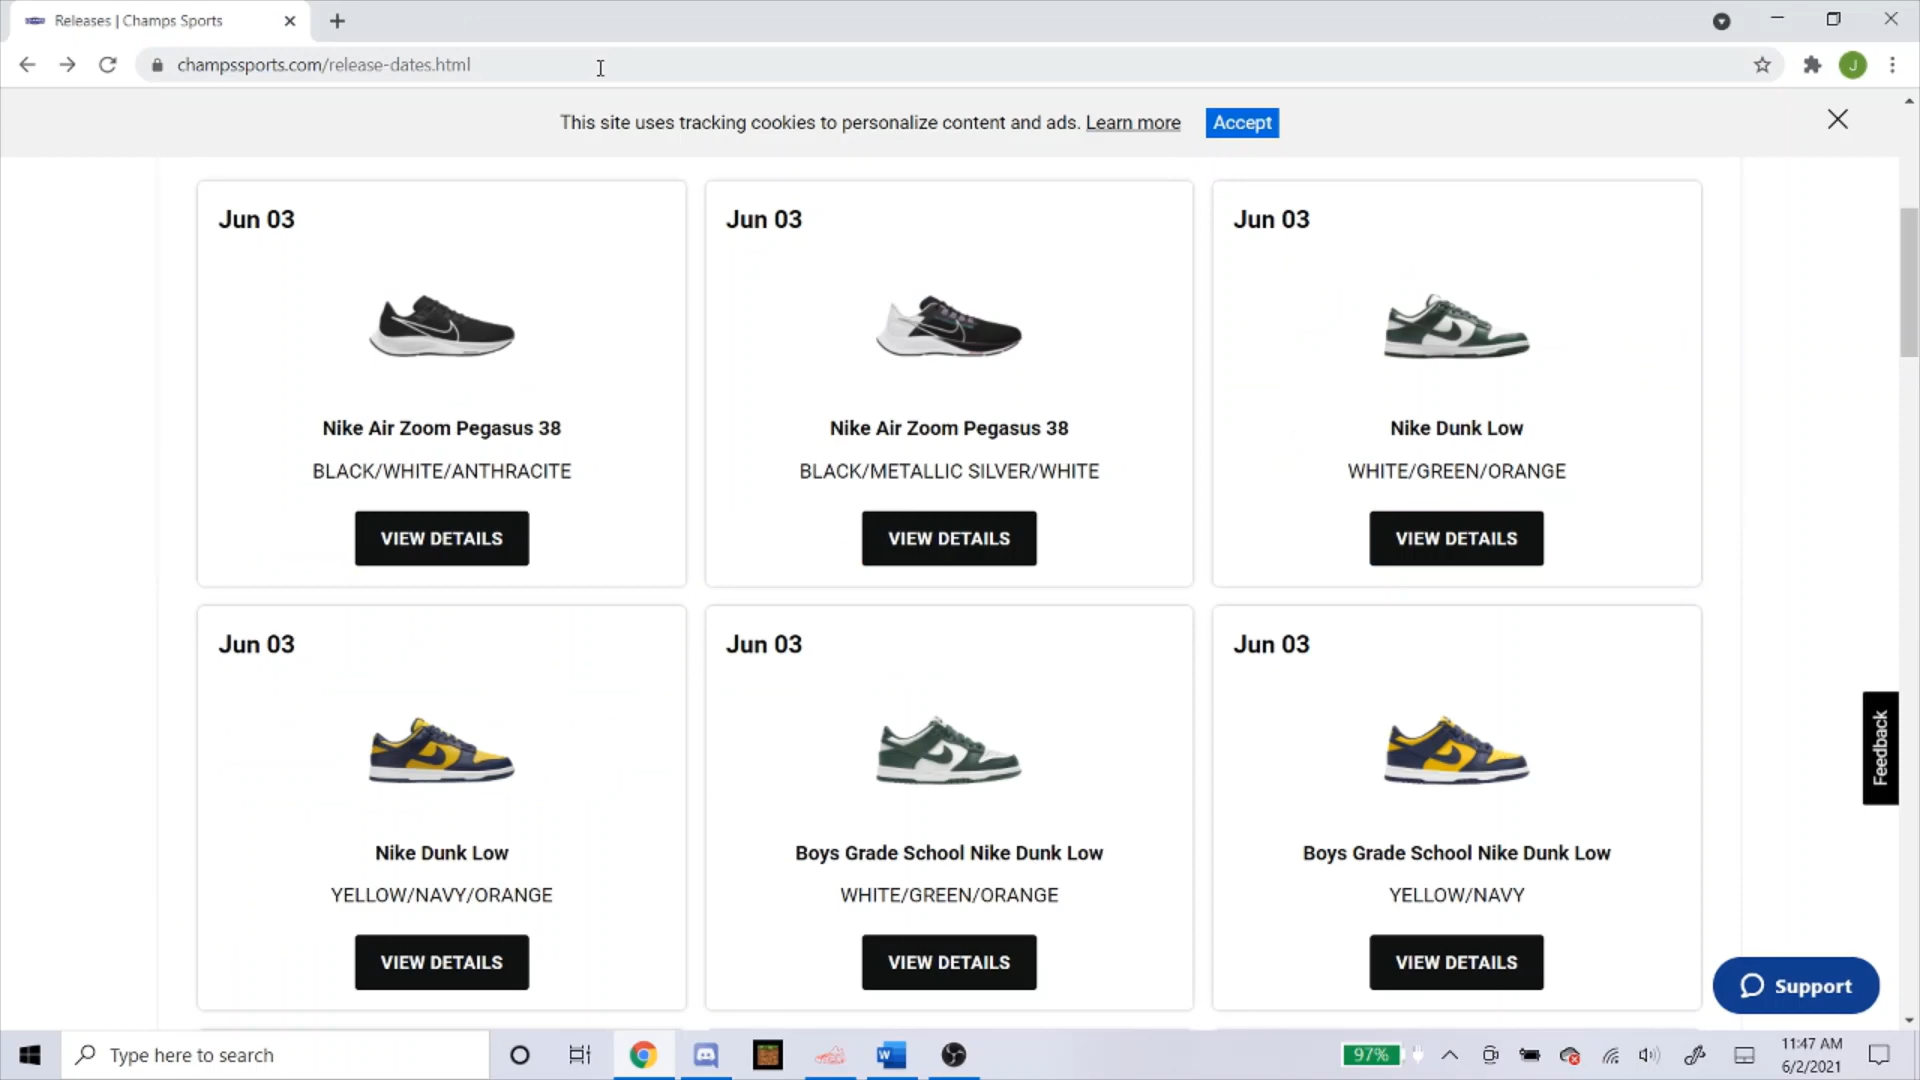 Releases | Champs Sports
champssports.com/release-dates.html
J
This site uses tracking cookies to personalize content and ads. Learn more Accept
Jun 03
Jun 03
Jun 03
Nike Air Zoom Pegasus 38
Nike Air Zoom Pegasus 38
Nike Dunk Low
BLACK/WHITE/ANTHRACITE
BLACK/METALLIC SILVER/WHITE
WHITE/GREEN/ORANGE
VIEW DETAILS
VIEW DETAILS
VIEW DETAILS
Jun 03
Jun 03
Jun 03
Feedback
Nike Dunk Low
Boys Grade School Nike Dunk Low
Boys Grade School Nike Dunk Low
YELLOW/NAVY/ORANGE
WHITE/GREEN/ORANGE
YELLOW/NAVY
VIEW DETAILS
VIEW DETAILS
VIEW DETAILS
Support
Type here to search
W
97%
11:47 AM
6/2/2021